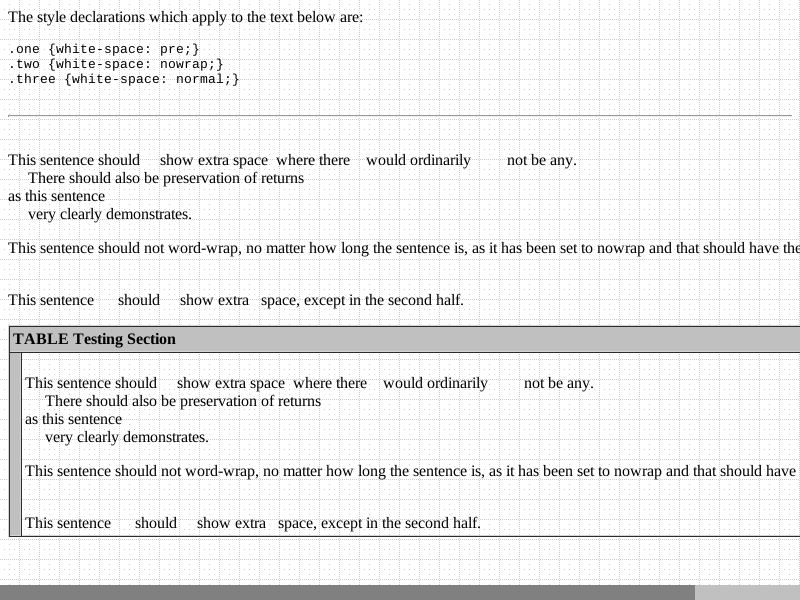 The style declarations which apply to the text below are:
.one {white-space: pre;}
.two {white-space: nowrap;}
.three {white-space: normal;}
This sentence should     show extra space  where there    would ordinarily         not be any.
     There should also be preservation of returns
as this sentence
     very clearly demonstrates.
This sentence should not word-wrap, no matter how long the sentence is, as it has been set to nowrap and that should have the
This sentence      should     show extra   space, except in the second half.
TABLE Testing Section
This sentence should     show extra space  where there    would ordinarily         not be any.
     There should also be preservation of returns
as this sentence
     very clearly demonstrates.
This sentence should not word-wrap, no matter how long the sentence is, as it has been set to nowrap and that should have
This sentence      should     show extra   space, except in the second half.